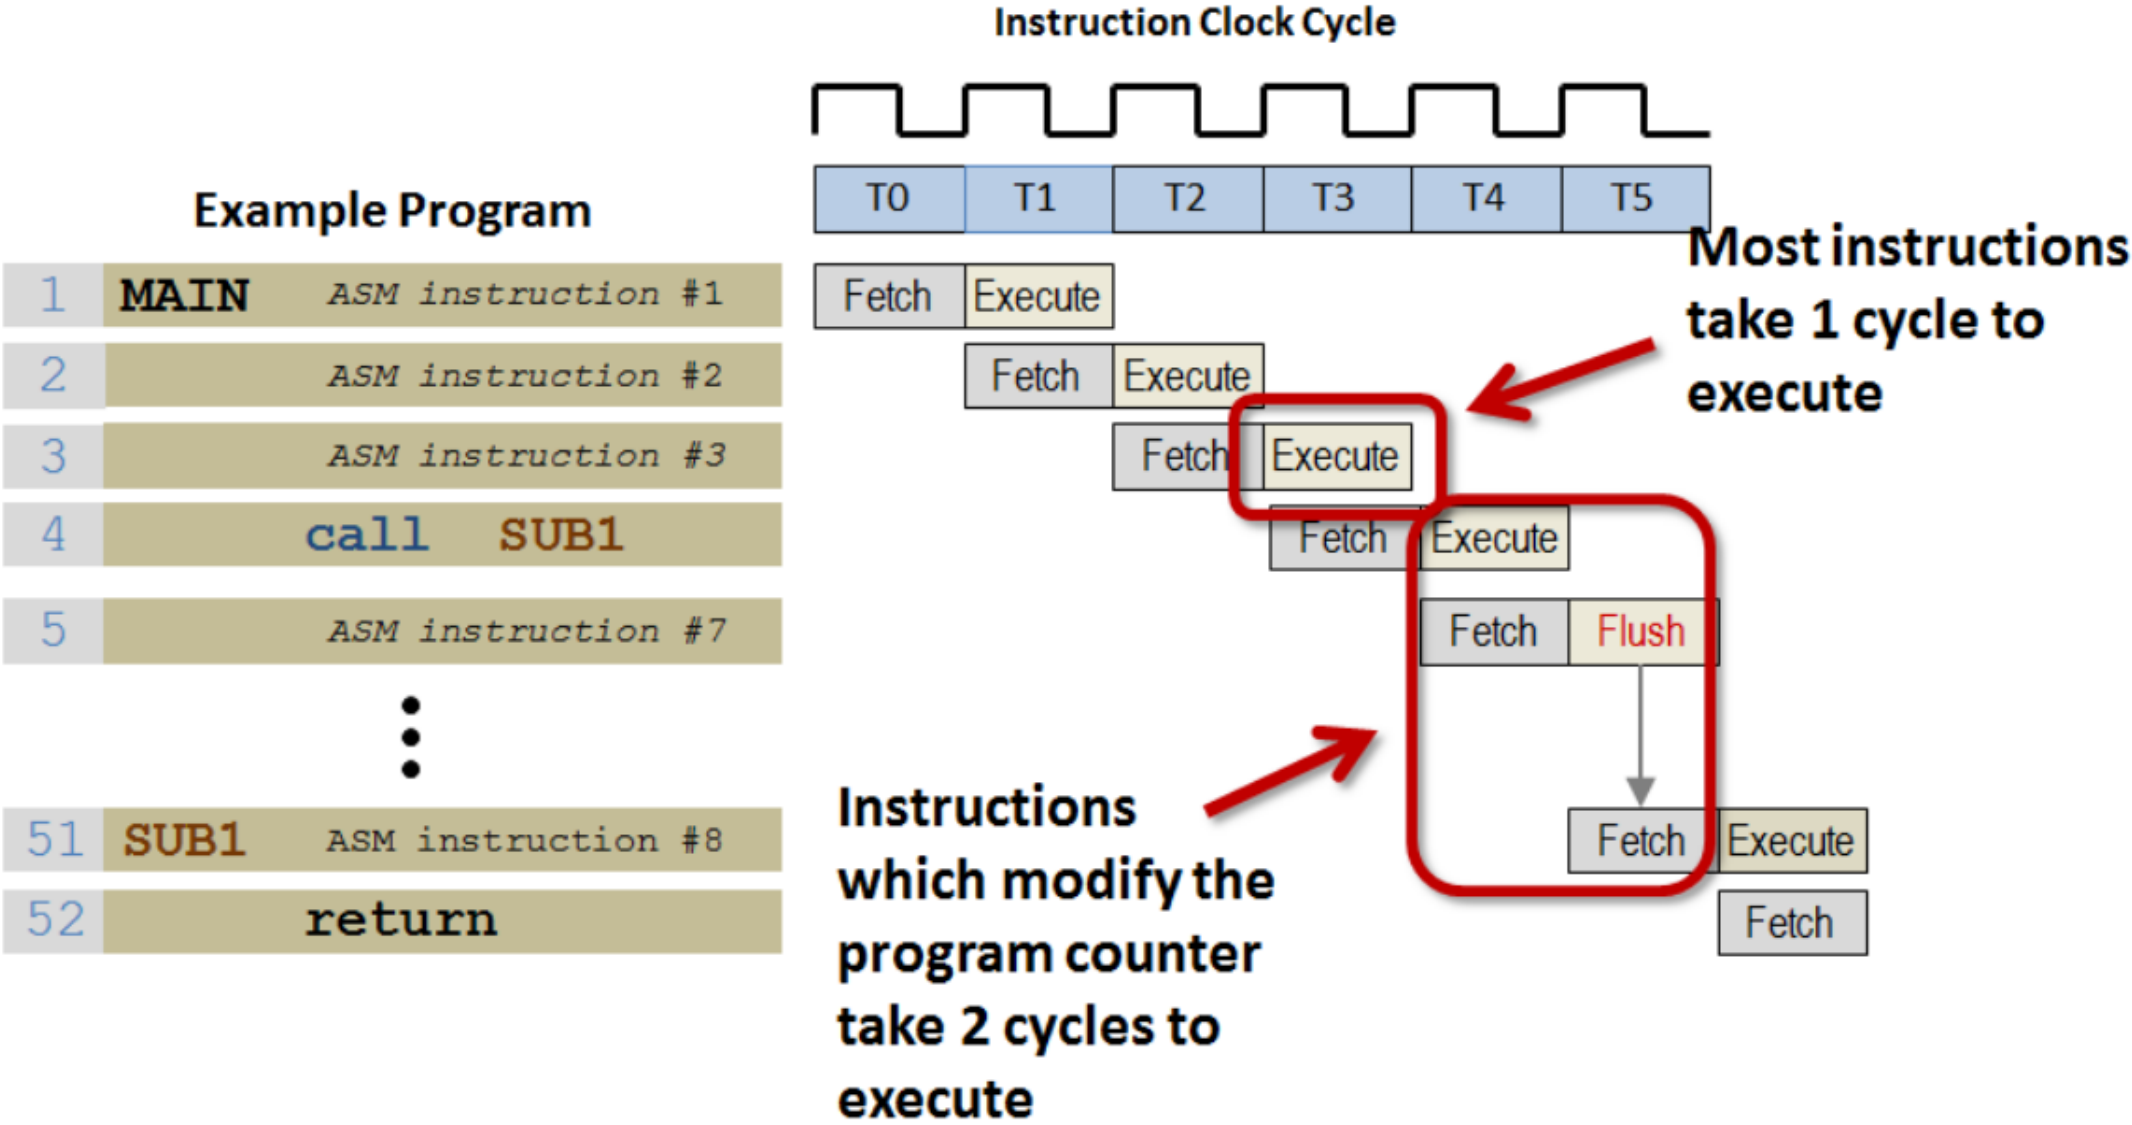 Instruction Clock Cycle
T0 T1 T2 T3 T4 T5
Example Program
1 MAIN ASM instruction #1 Fetch Execute
2 ASM instruction #2 Fetch Execute
3 ASM instruction #3 Fetch Execute
4 call SUB1 Fetch Execute
5 ASM instruction #7 Fetch Flush
51 SUB1 ASM instruction #8 Fetch Execute
52 return Fetch
Most instructions
take 1 cycle to
execute
Instructions
which modify the
program counter
take 2 cycles to
execute